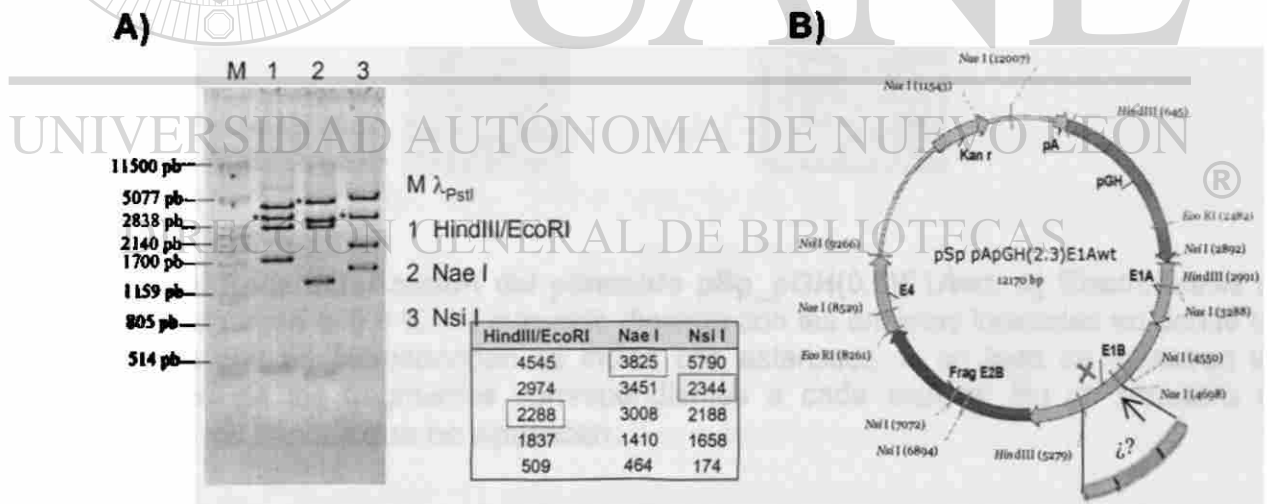 A)
B)
UANL
UNIVERSIDAD AUTÓNOMA DE NUEVO LEÓN
®
DIRECCIÓN GENERAL DE BIBLIOTECAS
M 1 2 3
11500 pb
5077 pb
2838 pb
2140 pb
1700 pb
1159 pb
805 pb
514 pb
M λPstI
1 HindIII/EcoRI
2 Nae I
3 Nsi I
HindIII/EcoRI Nae I Nsi I
4545 3825 5790
2974 3451 2344
2288 3008 2188
1837 1410 1658
509 464 174
Nae I (12007)
Nae I (11543)
HindIII (645)
Kan r
pA
pGH
Eco RI (2482)
Nsi I (9266)
Nsi I (2892)
pSp pApGH(2.3)E1Awt
E1A
HindIII (2991)
12170 bp
E4
Nae I (3288)
Nae I (8529)
E1B
Nsi I (4550)
Eco RI (8261)
Frag E2B
Nae I (4698)
Nsi I (7072)
Nsi I (6894)
HindIII (5279)
¿?